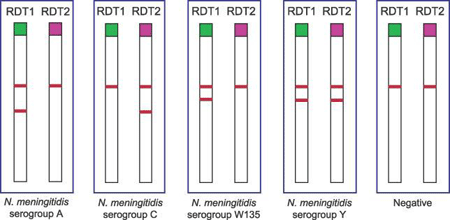 RDT1 RDT2
RDT1 RDT2
RDT1 RDT2
RDT1 RDT2
RDT1 RDT2
N. meningitidis
serogroup A
N. meningitidis
serogroup C
N. meningitidis
serogroup W135
N. meningitidis
serogroup Y
Negative